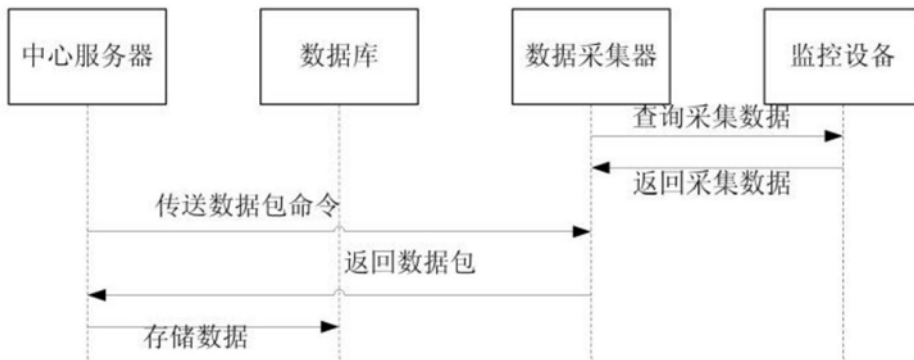 中心服务器
数据库
数据采集器
监控设备
查询采集数据
返回采集数据
传送数据包命令
返回数据包
存储数据